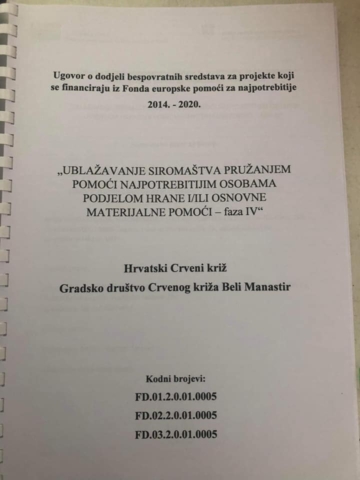 Ugovor o dodjeli bespovratnih sredstava za projekte koji
se financiraju iz Fonda europske pomoći za najpotrebitije
2014. - 2020.
„UBLAŽAVANJE SIROMAŠTVA PRUŽANJEM
POMOĆI NAJPOTREBITIJIM OSOBAMA
PODJELOM HRANE I/ILI OSNOVNE
MATERIJALNE POMOĆI – faza IV“
Hrvatski Crveni križ
Gradsko društvo Crvenog križa Beli Manastir
Kodni brojevi:
FD.01.2.0.01.0005
FD.02.2.0.01.0005
FD.03.2.0.01.0005